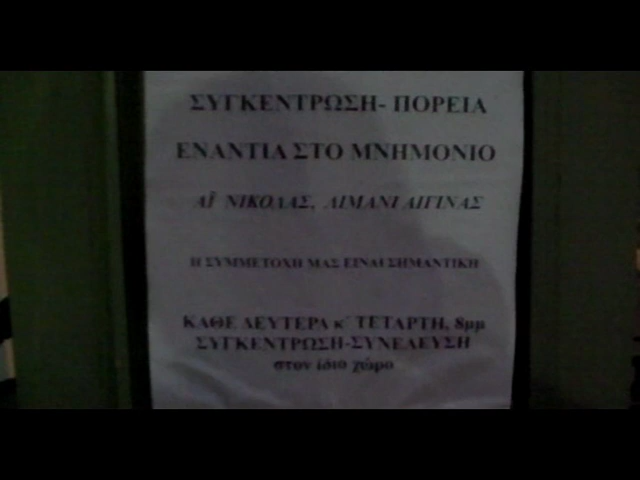 ΣΥΓΚΕΝΤΡΩΣΗ- ΠΟΡΕΙΑ
ΕΝΑΝΤΙΑ ΣΤΟ ΜΝΗΜΟΝΙΟ
ΑΪ ΝΙΚΟΛΑΣ, ΛΙΜΑΝΙ ΑΙΓΙΝΑΣ
Η ΣΥΜΜΕΤΟΧΗ ΜΑΣ ΕΙΝΑΙ ΣΗΜΑΝΤΙΚΗ
ΚΑΘΕ ΔΕΥΤΕΡΑ κ΄ ΤΕΤΑΡΤΗ, 8μμ
ΣΥΓΚΕΝΤΡΩΣΗ-ΣΥΝΕΛΕΥΣΗ
στον ίδιο χώρο